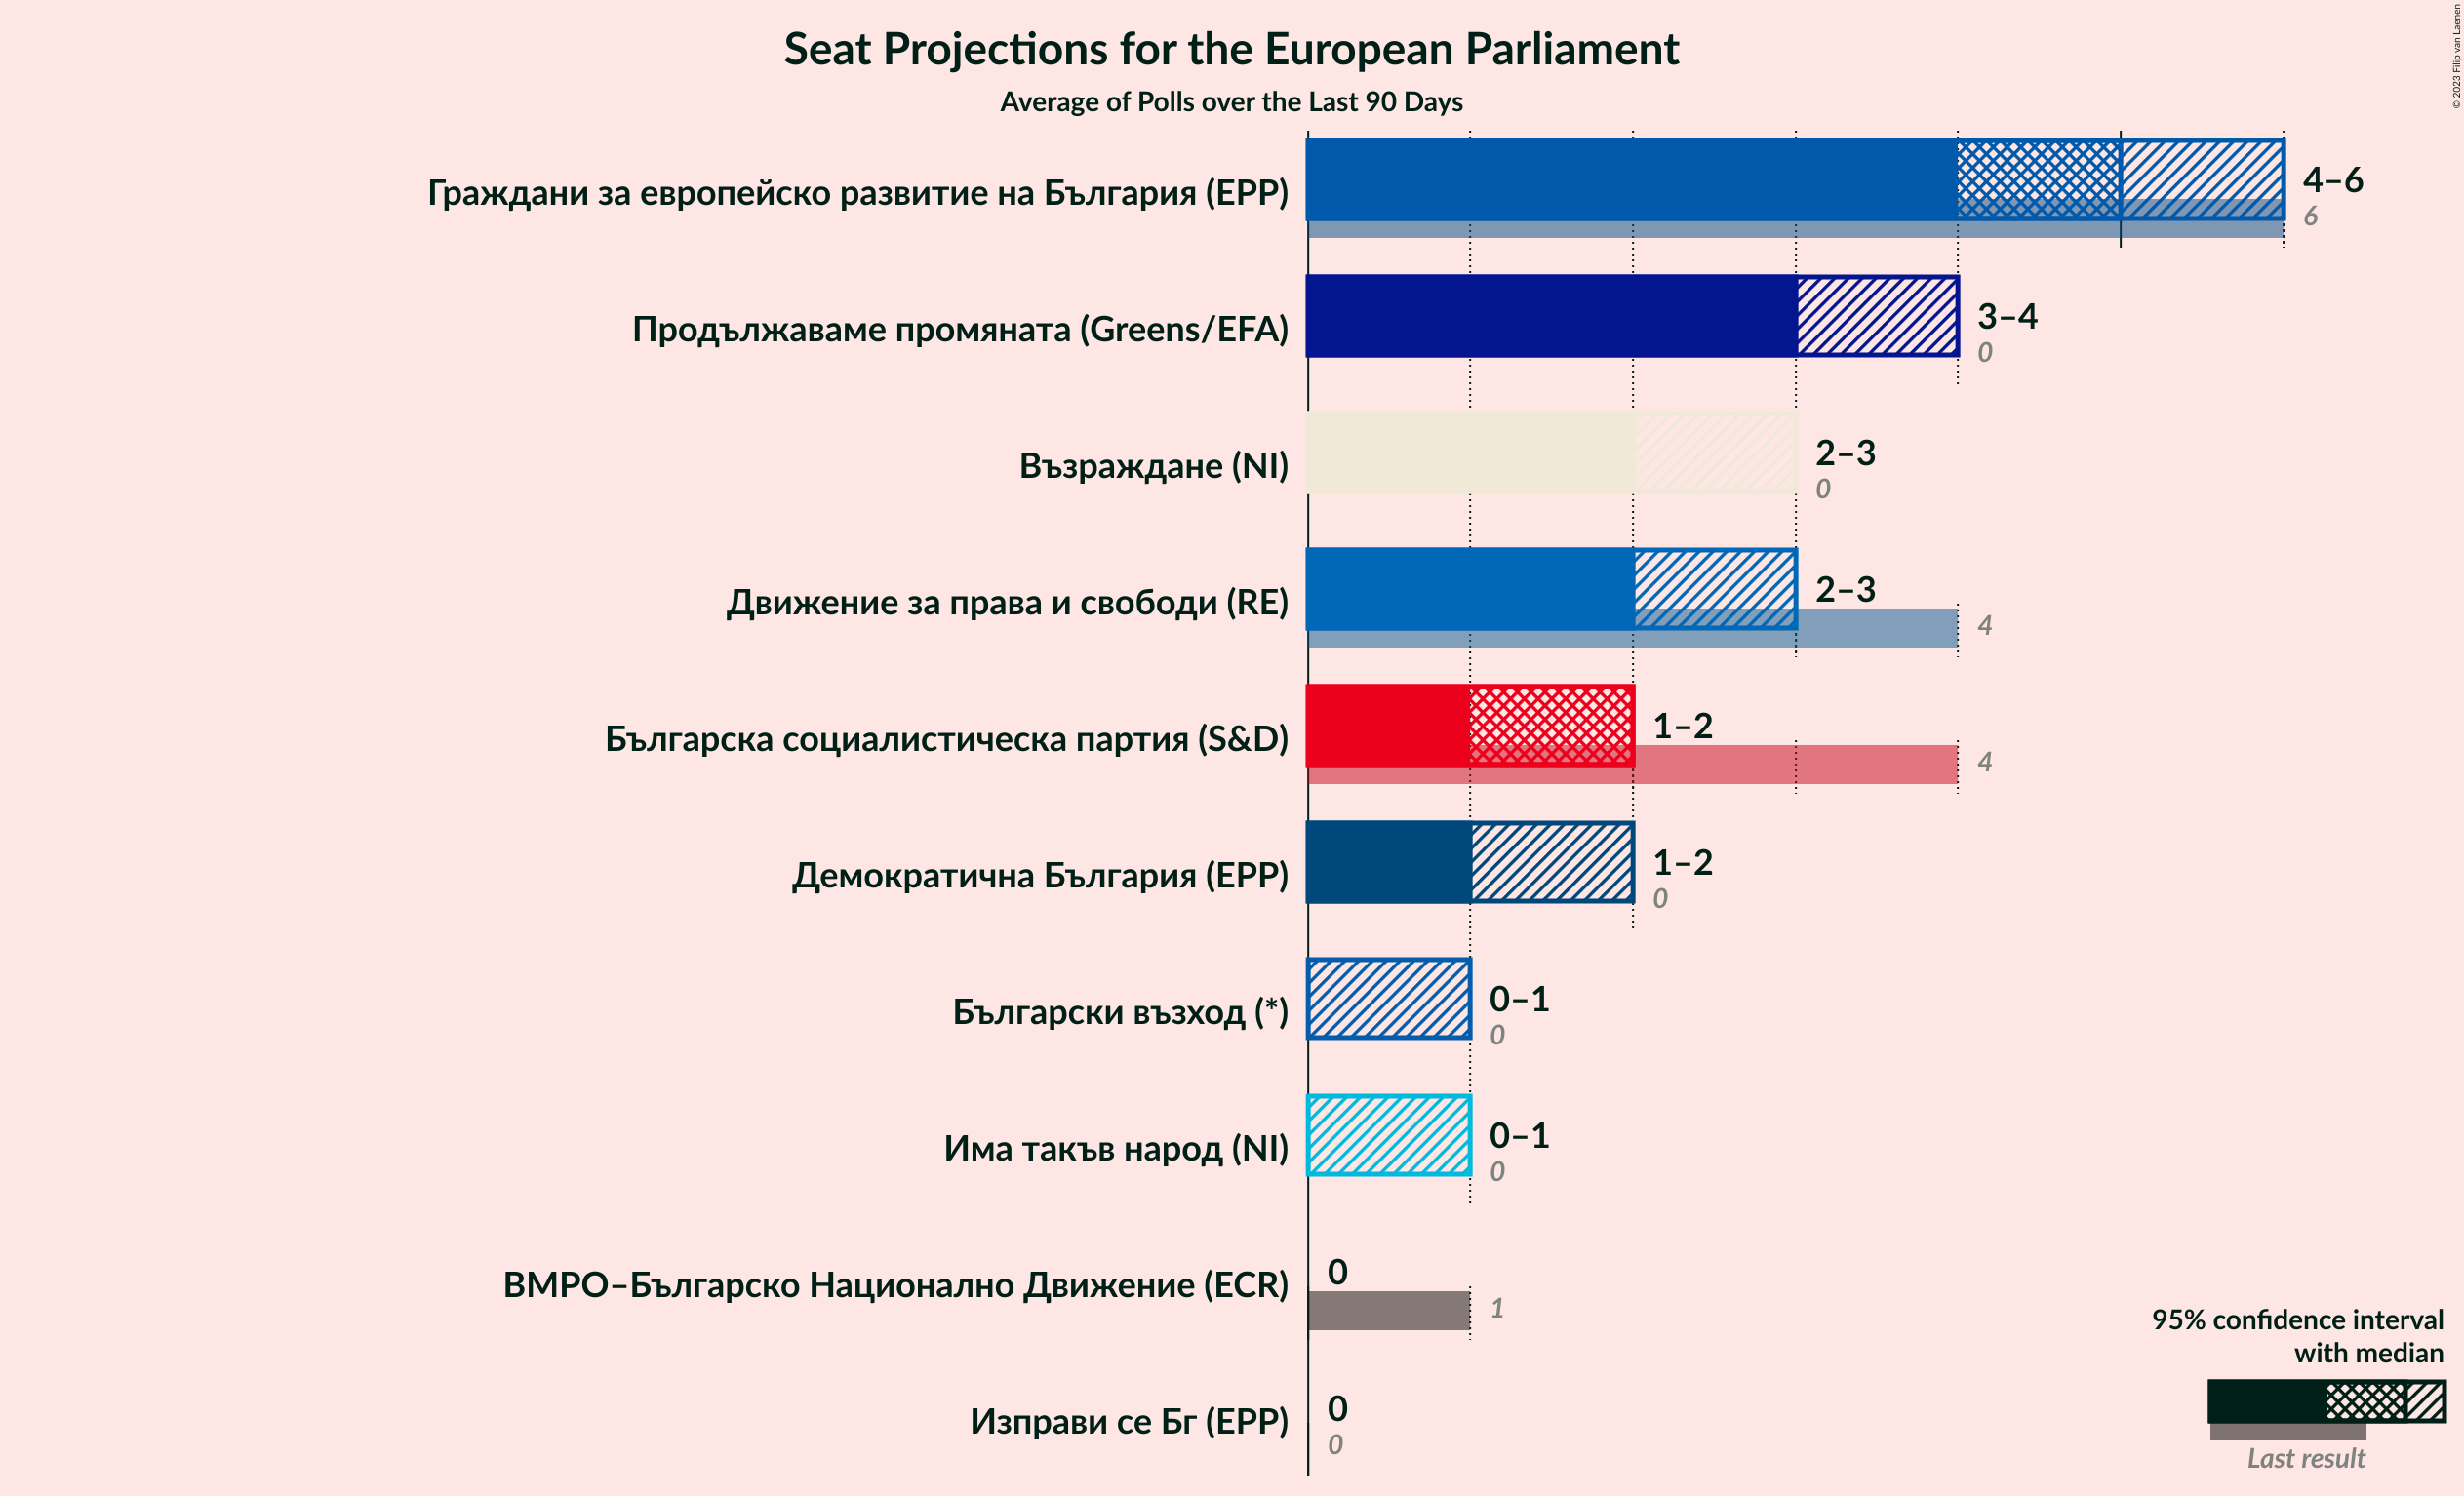 Seat Projections for the European Parliament
Average of Polls over the Last 90 Days
© 2023 Filip van Laenen
Граждани за европейско развитие на България (EPP)
4–6
6
Продължаваме промяната (Greens/EFA)
3–4
0
Възраждане (NI)
2–3
0
Движение за права и свободи (RE)
2–3
4
Българска социалистическа партия (S&D)
1–2
4
Демократична България (EPP)
1–2
0
Български възход (*)
0–1
0
Има такъв народ (NI)
0–1
0
ВМРО–Българско Национално Движение (ECR)
0
1
Изправи се Бг (EPP)
0
0
95% confidence interval
with median
Last result